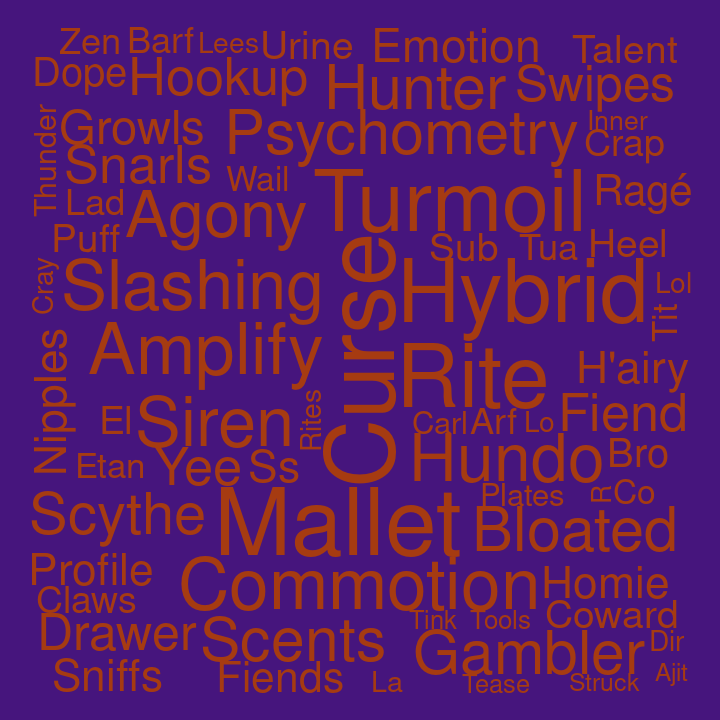 Zen Barf Lees Urine Emotion Talent
Dope Hookup Hunter Swipes
Thunder Growls Psychometry Inner
Crap
Snarls Wail Turmoil Ragé
Lad Agony
Puff Sub Tua Heel
Cray Slashing Curse Hybrid Lol
Tit
Nipples Amplify Rite H'airy
El Siren Rites Carl Arf Lo Fiend
Etan Yee Ss Hundo Bro
Scythe Mallet Plates R Co
Bloated
Profile Commotion Homie
Claws Tink Tools Coward
Drawer Scents Gambler Dir
Sniffs Fiends La Tease Struck Ajit